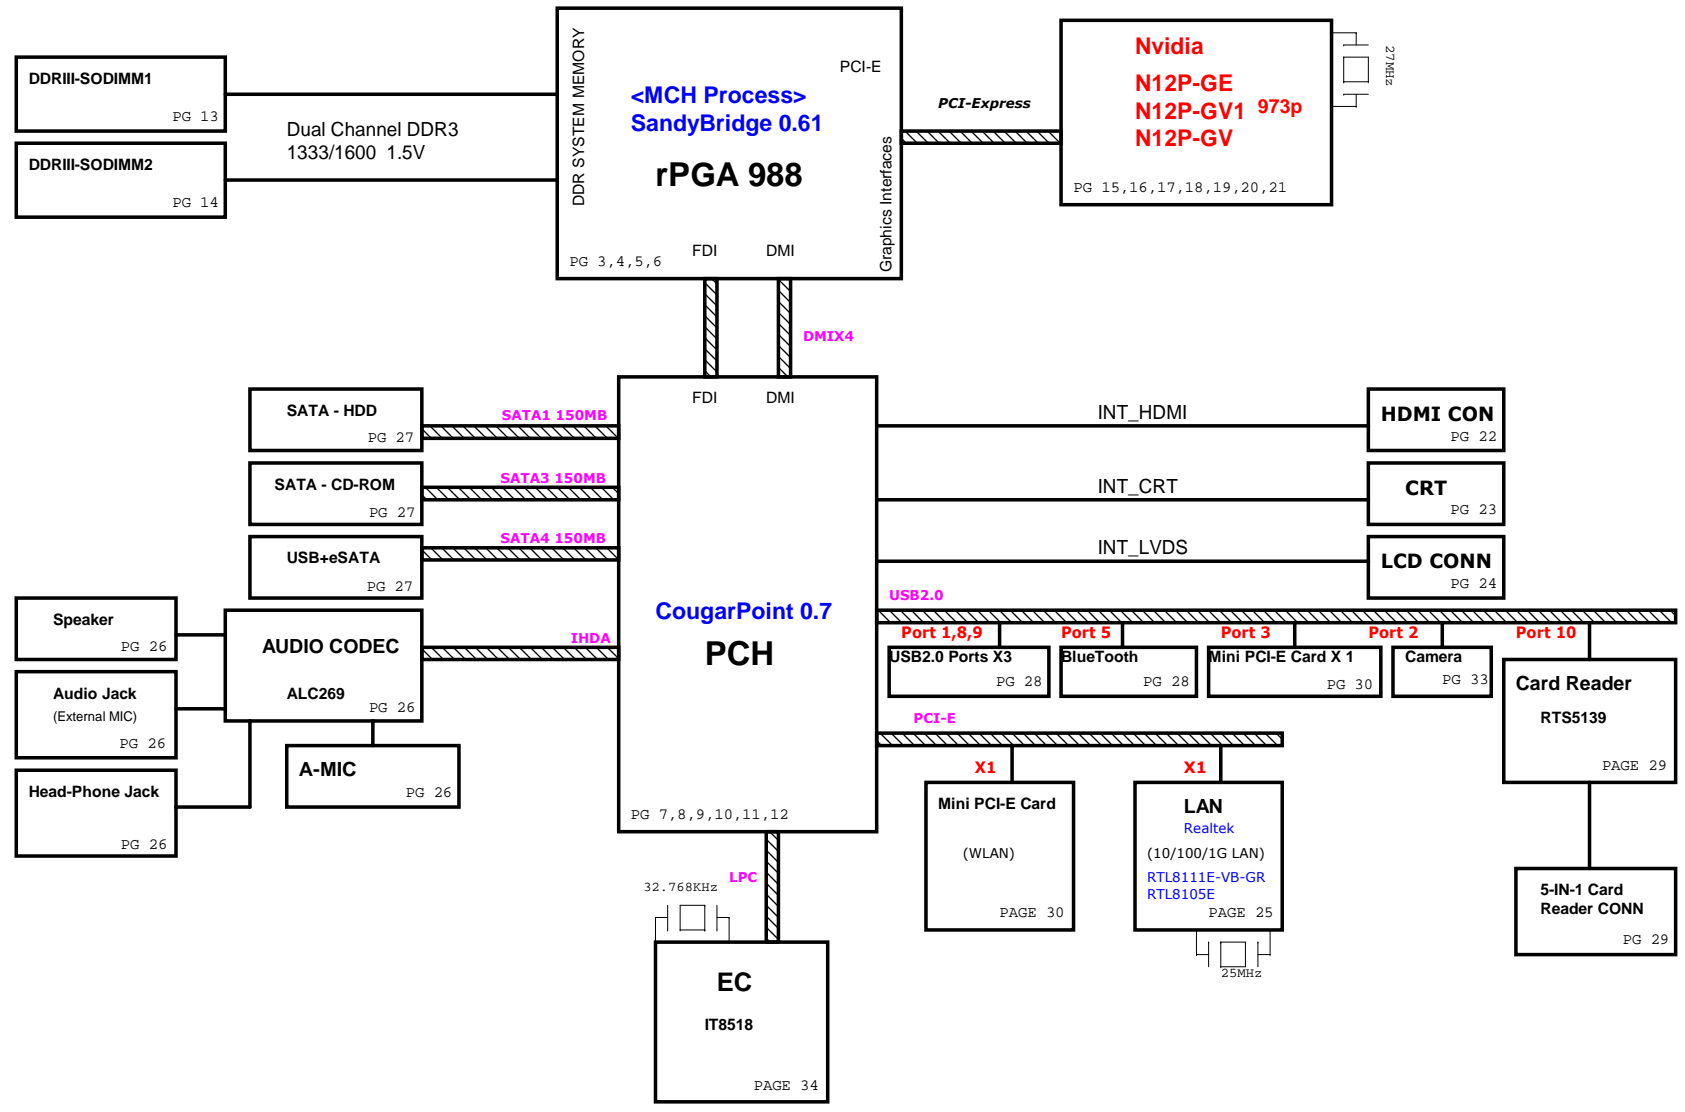 DDRIII-SODIMM1
PG 13
DDRIII-SODIMM2
PG 14
Dual Channel DDR3
1333/1600 1.5V
DDR SYSTEM MEMORY
PCI-E
<MCH Process>
SandyBridge 0.61
rPGA 988
Graphics Interfaces
FDI
DMI
PG 3,4,5,6
PCI-Express
Nvidia
N12P-GE
N12P-GV1 973p
N12P-GV
PG 15,16,17,18,19,20,21
27MHz
DMIX4
FDI
DMI
SATA - HDD
PG 27
SATA1 150MB
SATA - CD-ROM
PG 27
SATA3 150MB
USB+eSATA
PG 27
SATA4 150MB
Speaker
PG 26
Audio Jack
(External MIC)
PG 26
Head-Phone Jack
PG 26
AUDIO CODEC
ALC269
PG 26
A-MIC
PG 26
IHDA
CougarPoint 0.7
PCH
PG 7,8,9,10,11,12
INT_HDMI
HDMI CON
PG 22
INT_CRT
CRT
PG 23
INT_LVDS
LCD CONN
PG 24
USB2.0
Port 1,8,9
USB2.0 Ports X3
PG 28
Port 5
BlueTooth
PG 28
Port 3
Mini PCI-E Card X 1
PG 30
Port 2
Camera
PG 33
Port 10
Card Reader
RTS5139
PAGE 29
5-IN-1 Card
Reader CONN
PG 29
PCI-E
X1
Mini PCI-E Card
(WLAN)
PAGE 30
X1
LAN
Realtek
(10/100/1G LAN)
RTL8111E-VB-GR
RTL8105E
PAGE 25
25MHz
LPC
32.768KHz
EC
IT8518
PAGE 34